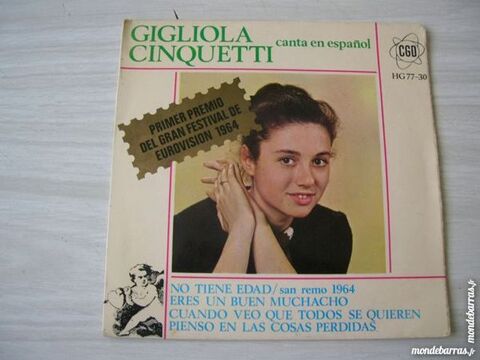 GIGLIOLA
CINQUETTI canta en español
CGD
HG 77-30
PRIMER PREMIO
DEL GRAN FESTIVAL DE
EUROVISION 1964
NO TIENE EDAD/san remo 1964
ERES UN BUEN MUCHACHO
CUANDO VEO QUE TODOS SE QUIEREN
PIENSO EN LAS COSAS PERDIDAS
mondebarras.fr
mondebarras.fr